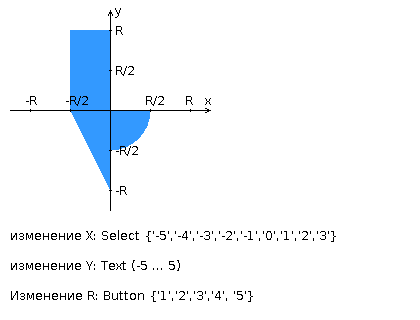 y
R
R/2
-R
-R/2
R/2
R
x
-R/2
-R
изменение X: Select {'-5','-4','-3','-2','-1','0','1','2','3'}
изменение Y: Text (-5 ... 5)
Изменение R: Button {'1','2','3','4', '5'}